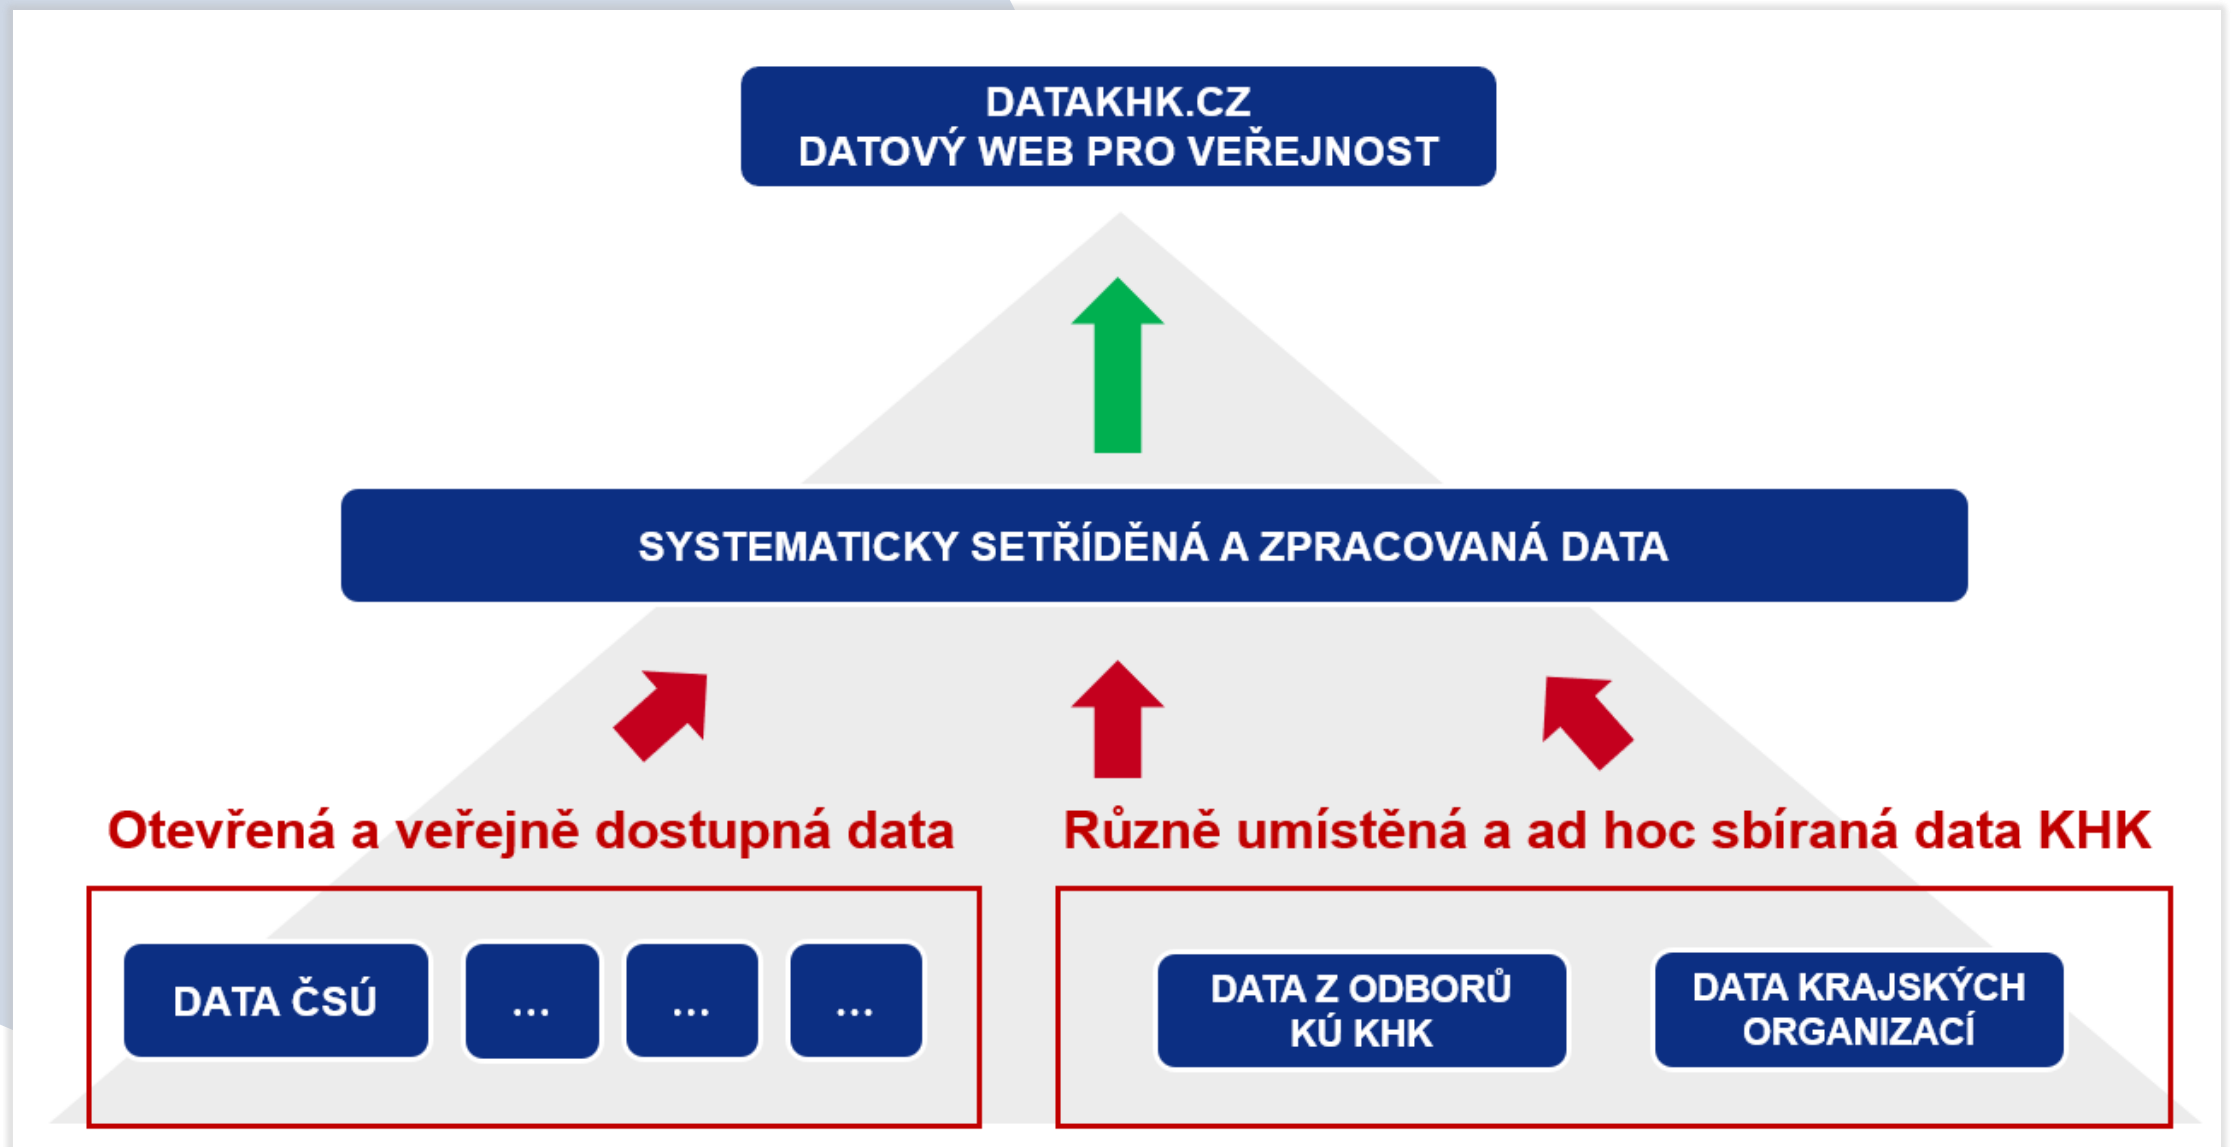 DATAKHK.CZ
DATOVÝ WEB PRO VEŘEJNOST
SYSTEMATICKY SETŘÍDĚNÁ A ZPRACOVANÁ DATA
Otevřená a veřejně dostupná data
Různě umístěná a ad hoc sbíraná data KHK
DATA ČSÚ
...
...
...
DATA Z ODBORŮ
KÚ KHK
DATA KRAJSKÝCH
ORGANIZACÍ